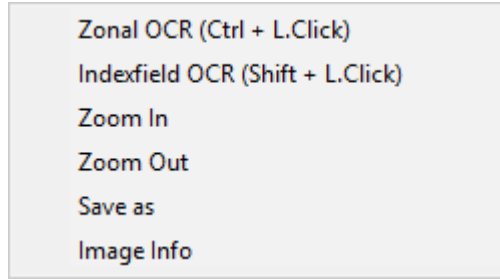 Zonal OCR (Ctrl + L.Click)
Indexfield OCR (Shift + L.Click)
Zoom In
Zoom Out
Save as
Image Info